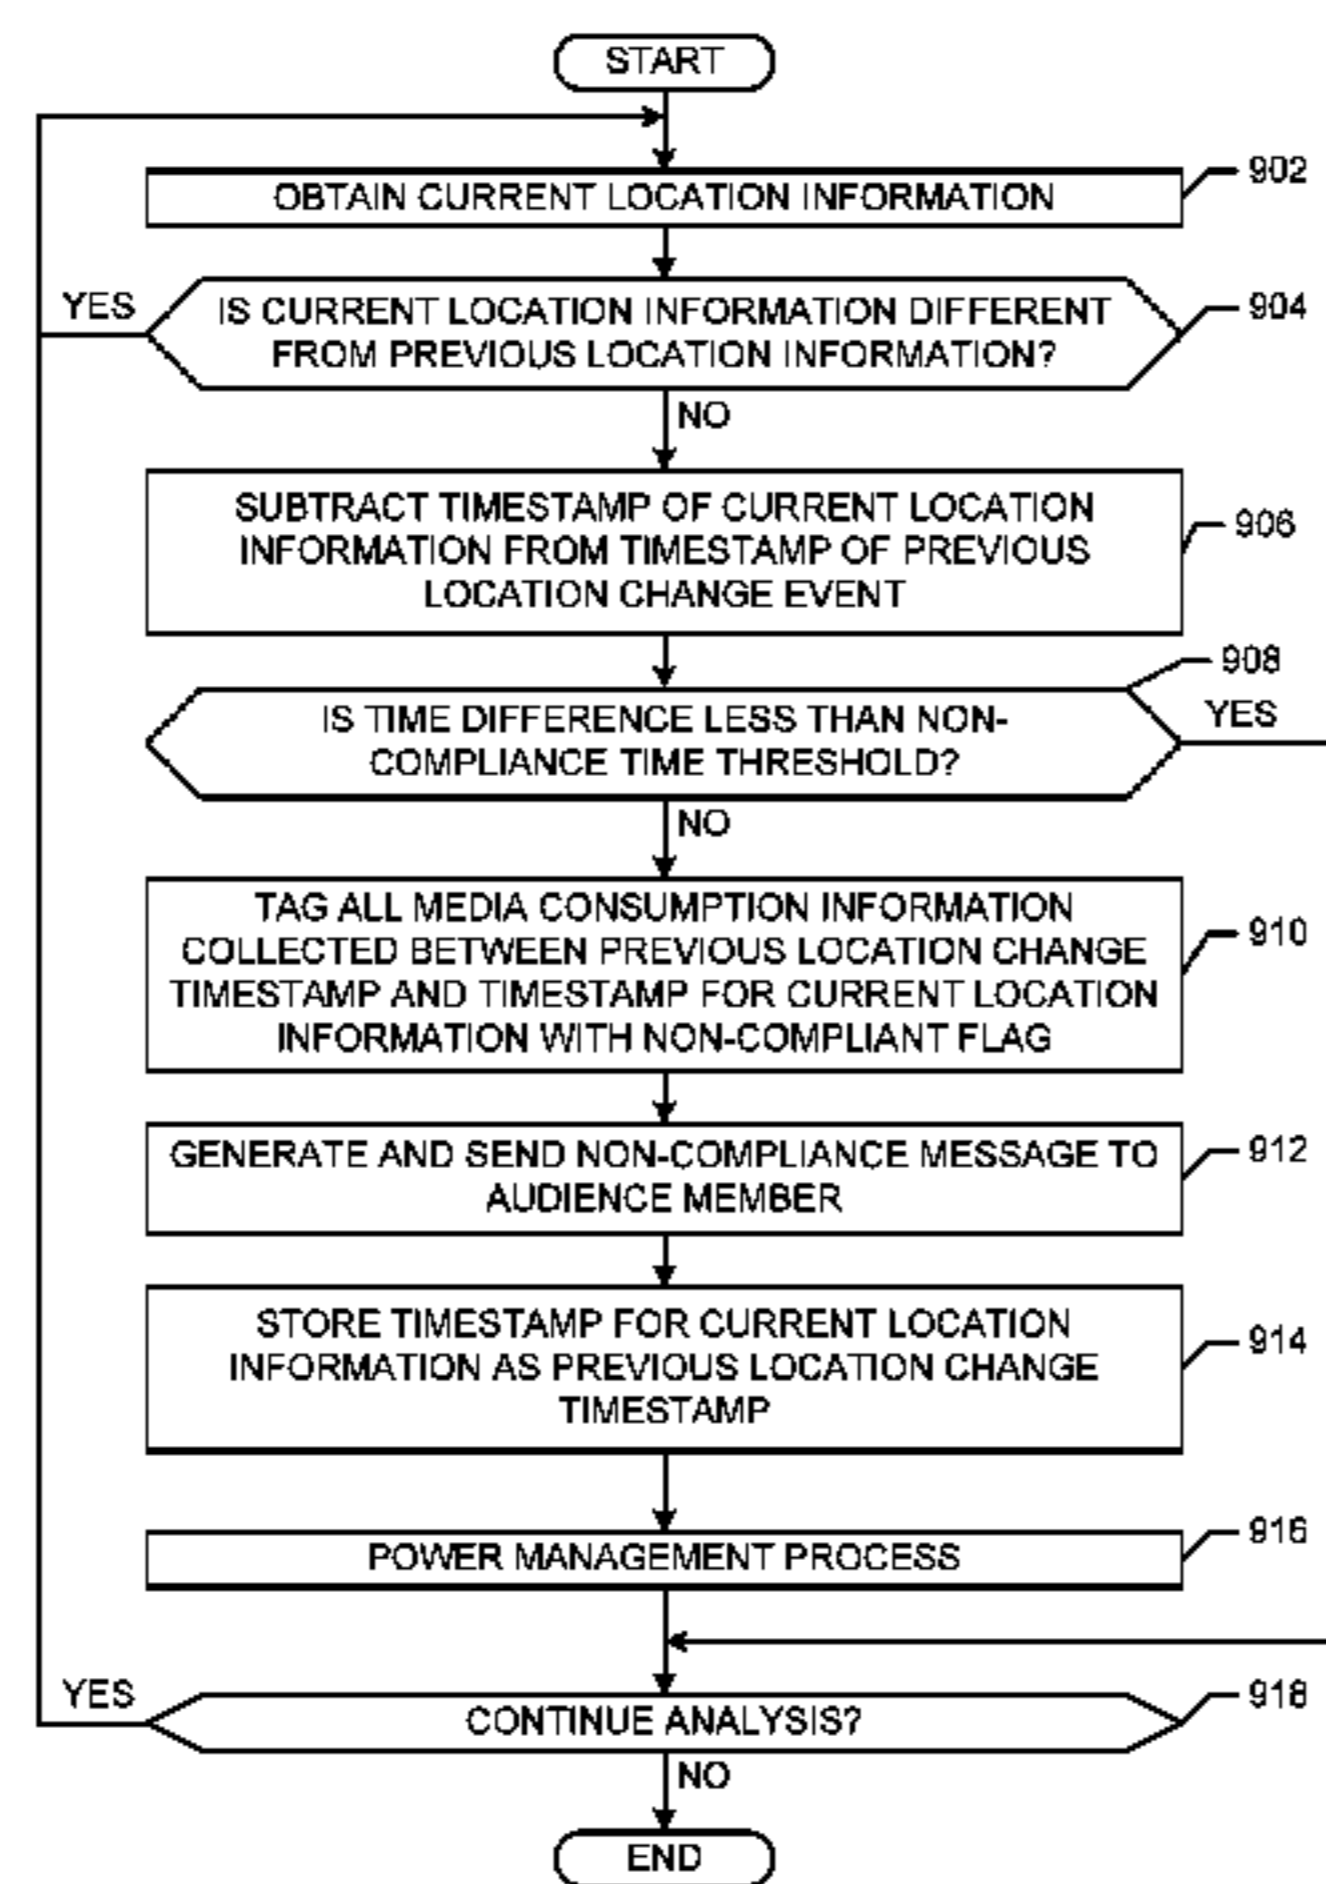 START
OBTAIN CURRENT LOCATION INFORMATION
902
YES
IS CURRENT LOCATION INFORMATION DIFFERENT
FROM PREVIOUS LOCATION INFORMATION?
904
NO
SUBTRACT TIMESTAMP OF CURRENT LOCATION
INFORMATION FROM TIMESTAMP OF PREVIOUS
LOCATION CHANGE EVENT
906
908
IS TIME DIFFERENCE LESS THAN NON-
COMPLIANCE TIME THRESHOLD?
YES
NO
TAG ALL MEDIA CONSUMPTION INFORMATION
COLLECTED BETWEEN PREVIOUS LOCATION CHANGE
TIMESTAMP AND TIMESTAMP FOR CURRENT LOCATION
INFORMATION WITH NON-COMPLIANT FLAG
910
GENERATE AND SEND NON-COMPLIANCE MESSAGE TO
AUDIENCE MEMBER
912
STORE TIMESTAMP FOR CURRENT LOCATION
INFORMATION AS PREVIOUS LOCATION CHANGE
TIMESTAMP
914
POWER MANAGEMENT PROCESS
916
YES
CONTINUE ANALYSIS?
918
NO
END